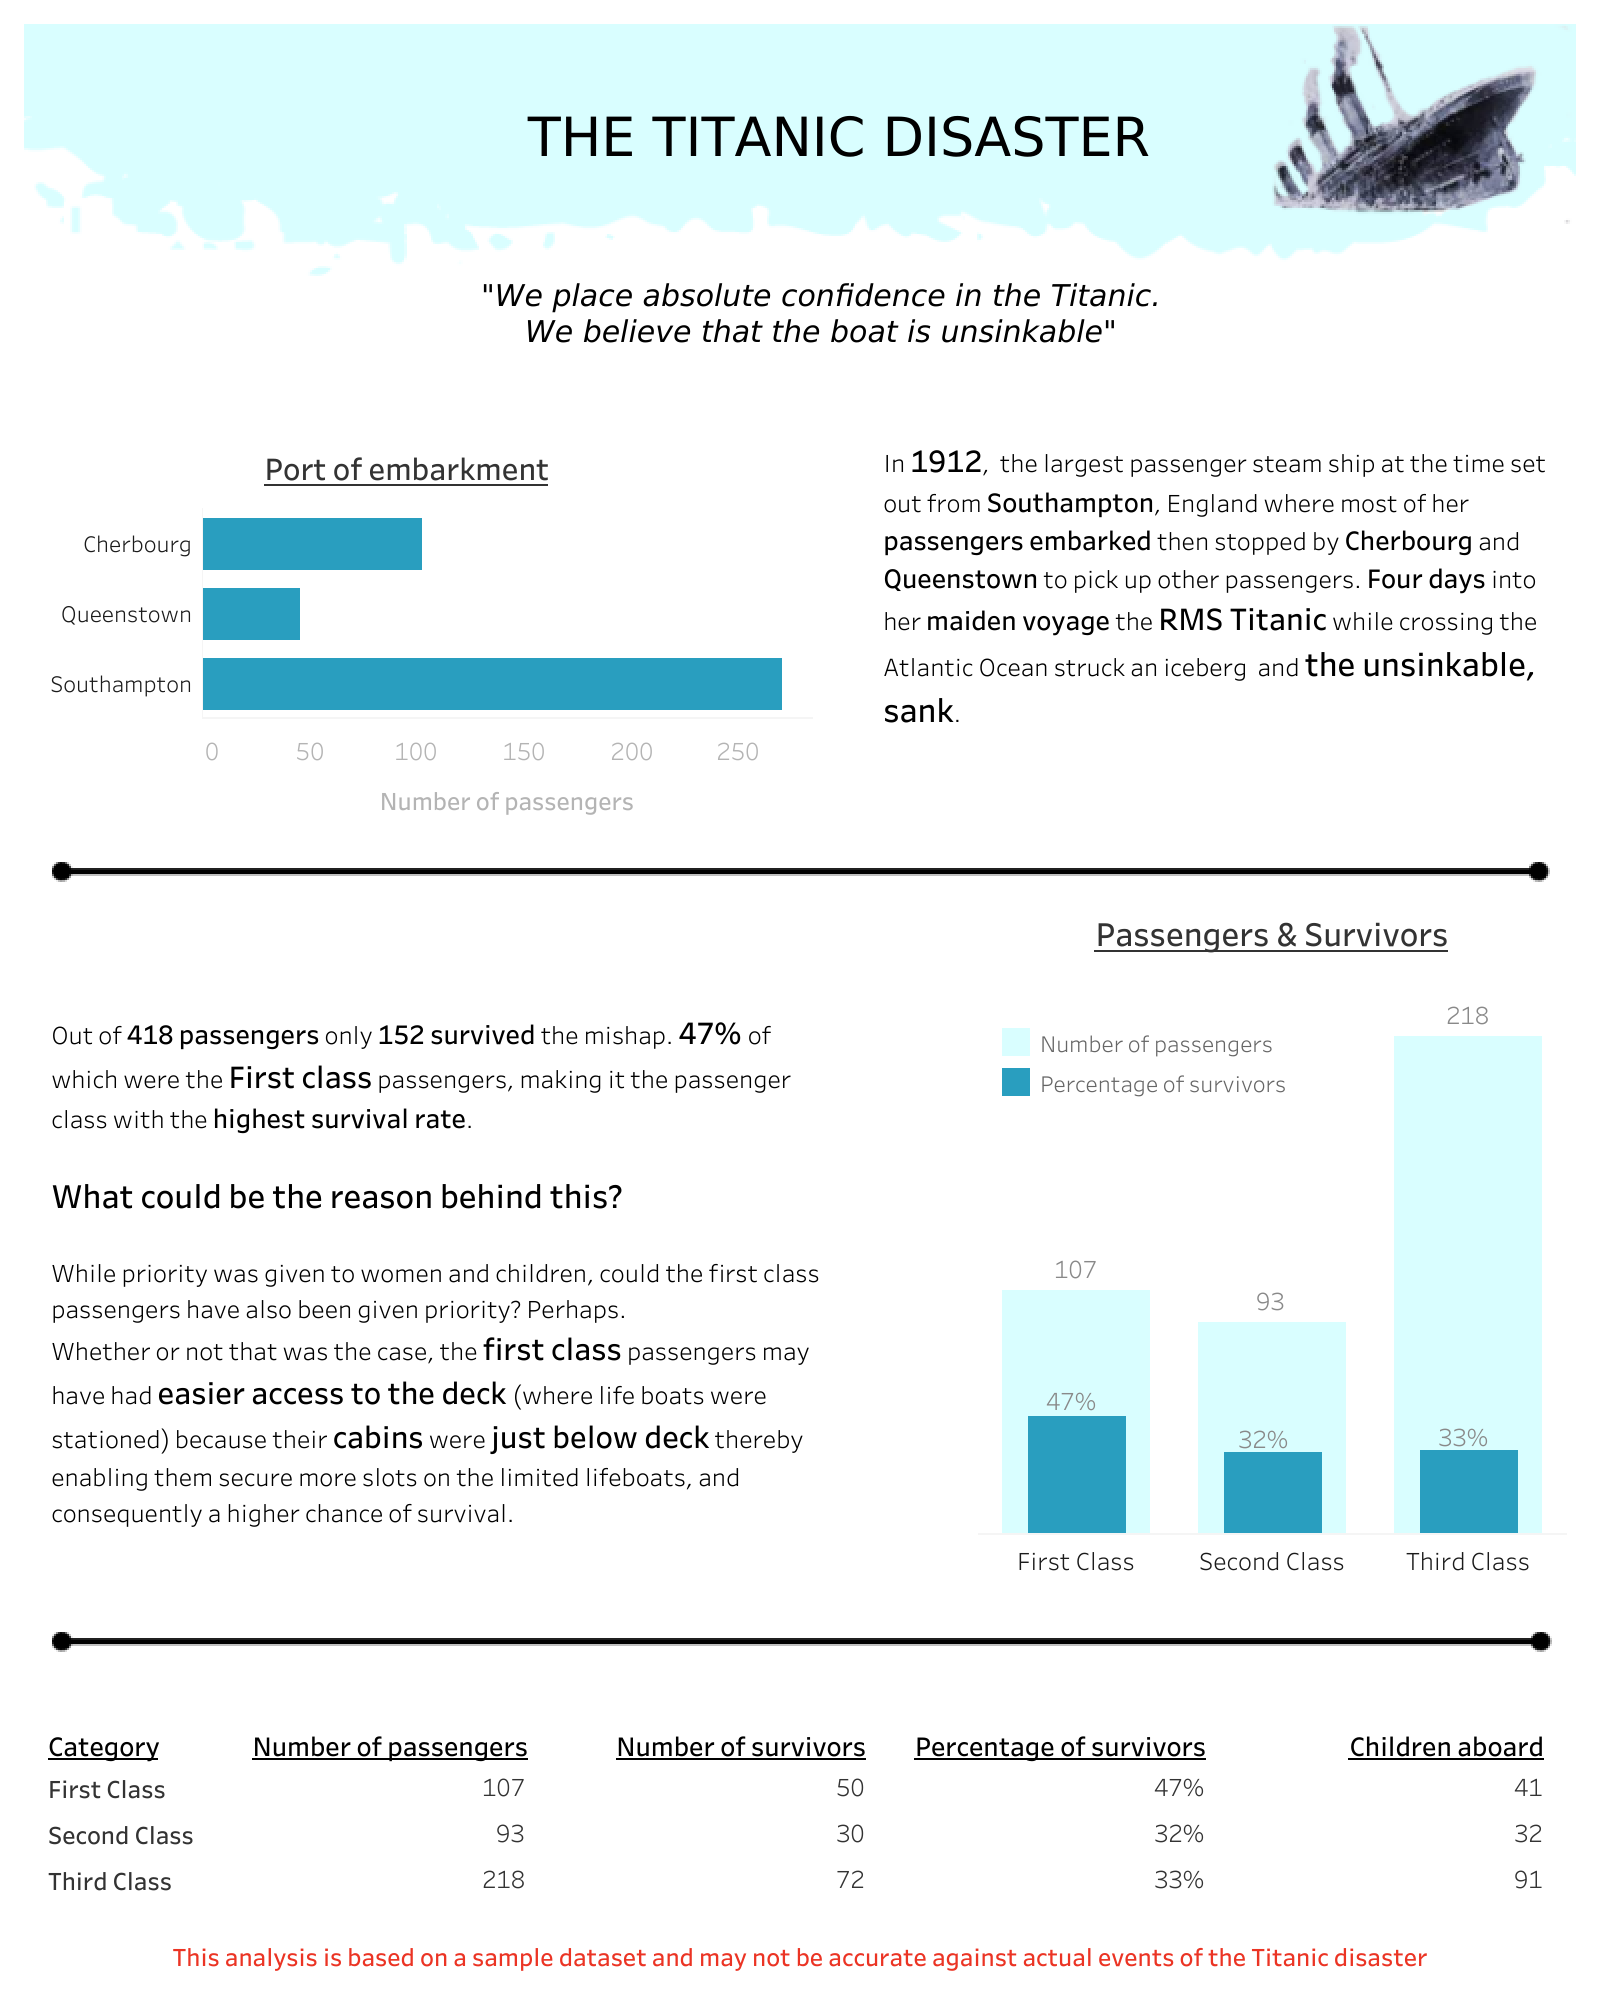 THE TITANIC DISASTER
"We place absolute confidence in the Titanic.
We believe that the boat is unsinkable"
Port of embarkment
Cherbourg
Queenstown
Southampton
0 50 100 150 200 250
Number of passengers
In 1912, the largest passenger steam ship at the time set
out from Southampton, England where most of her
passengers embarked then stopped by Cherbourg and
Queenstown to pick up other passengers. Four days into
her maiden voyage the RMS Titanic while crossing the
Atlantic Ocean struck an iceberg and the unsinkable,
sank.
Out of 418 passengers only 152 survived the mishap. 47% of
which were the First class passengers, making it the passenger
class with the highest survival rate.
What could be the reason behind this?
While priority was given to women and children, could the first class
passengers have also been given priority? Perhaps.
Whether or not that was the case, the first class passengers may
have had easier access to the deck (where life boats were
stationed) because their cabins were just below deck thereby
enabling them secure more slots on the limited lifeboats, and
consequently a higher chance of survival.
Passengers & Survivors
Number of passengers
Percentage of survivors
218
107
93
47%
32%
33%
First Class Second Class Third Class
Category Number of passengers Number of survivors Percentage of survivors Children aboard
First Class 107 50 47% 41
Second Class 93 30 32% 32
Third Class 218 72 33% 91
This analysis is based on a sample dataset and may not be accurate against actual events of the Titanic disaster